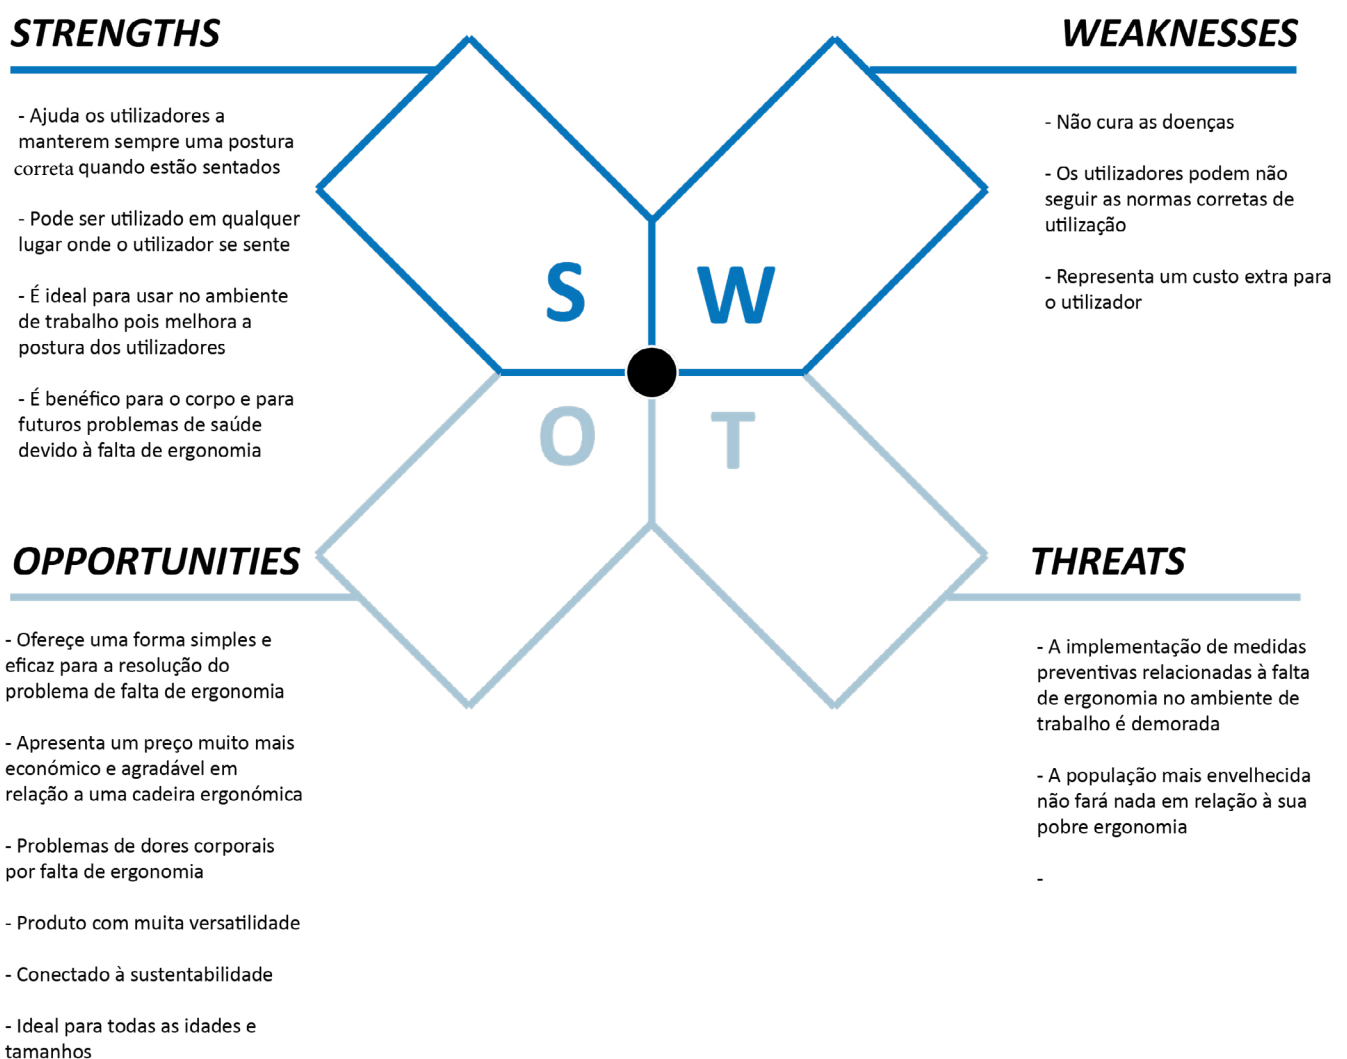 STRENGTHS
- Ajuda os utilizadores a
manterem sempre uma postura
correta quando estão sentados
- Pode ser utilizado em qualquer
lugar onde o utilizador se sente
- É ideal para usar no ambiente
de trabalho pois melhora a
postura dos utilizadores
- É benéfico para o corpo e para
futuros problemas de saúde
devido à falta de ergonomia
WEAKNESSES
- Não cura as doenças
- Os utilizadores podem não
seguir as normas corretas de
utilização
- Representa um custo extra para
o utilizador
S W
O T
OPPORTUNITIES
- Ofereçe uma forma simples e
eficaz para a resolução do
problema de falta de ergonomia
- Apresenta um preço muito mais
económico e agradável em
relação a uma cadeira ergonómica
- Problemas de dores corporais
por falta de ergonomia
- Produto com muita versatilidade
- Conectado à sustentabilidade
- Ideal para todas as idades e
tamanhos
THREATS
- A implementação de medidas
preventivas relacionadas à falta
de ergonomia no ambiente de
trabalho é demorada
- A população mais envelhecida
não fará nada em relação à sua
pobre ergonomia
-